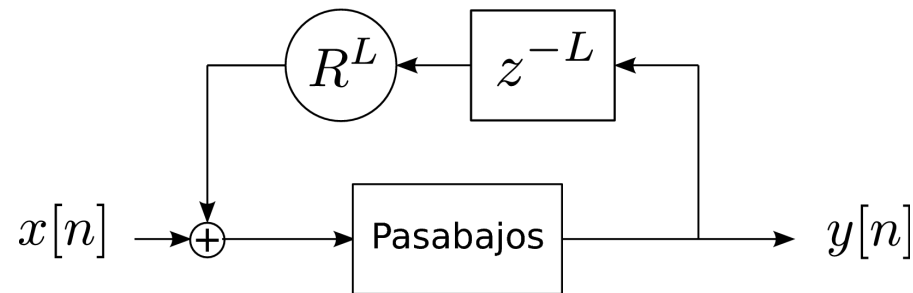 R^L
z^{-L}
x[n]
+
Pasabajos
y[n]